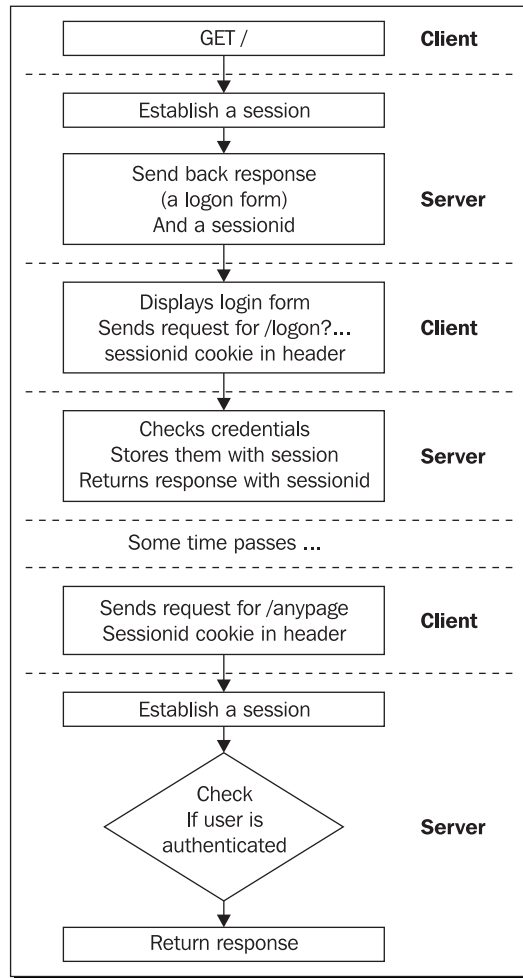 GET /
Client
Establish a session
Send back response
(a logon form)
And a sessionid
Server
Displays login form
Sends request for /logon?...
sessionid cookie in header
Client
Checks credentials
Stores them with session
Returns response with sessionid
Server
Some time passes ...
Sends request for /anypage
Sessionid cookie in header
Client
Establish a session
Check
If user is
authenticated
Server
Return response